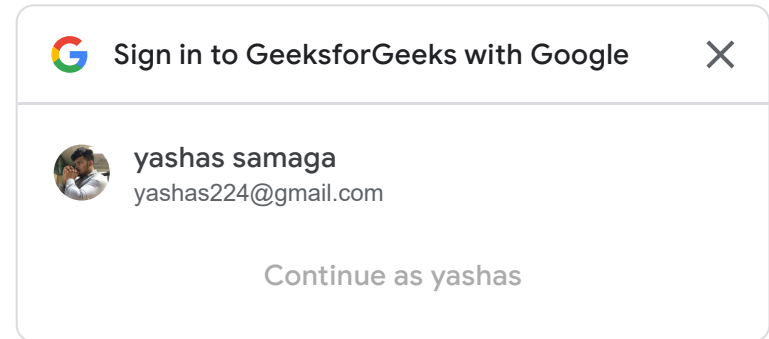 Sign in to GeeksforGeeks with Google
yashas samaga
yashas224@gmail.com
Continue as yashas